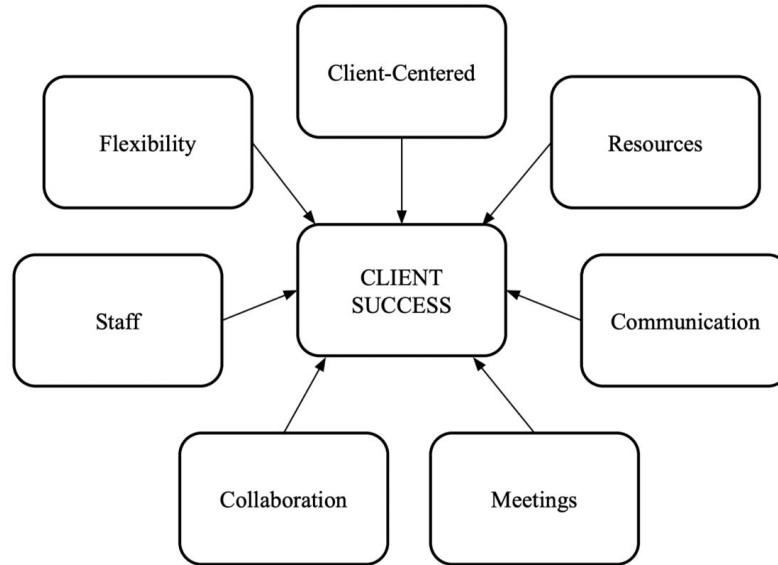 Client-Centered
Flexibility
Resources
CLIENT
SUCCESS
Staff
Communication
Collaboration
Meetings